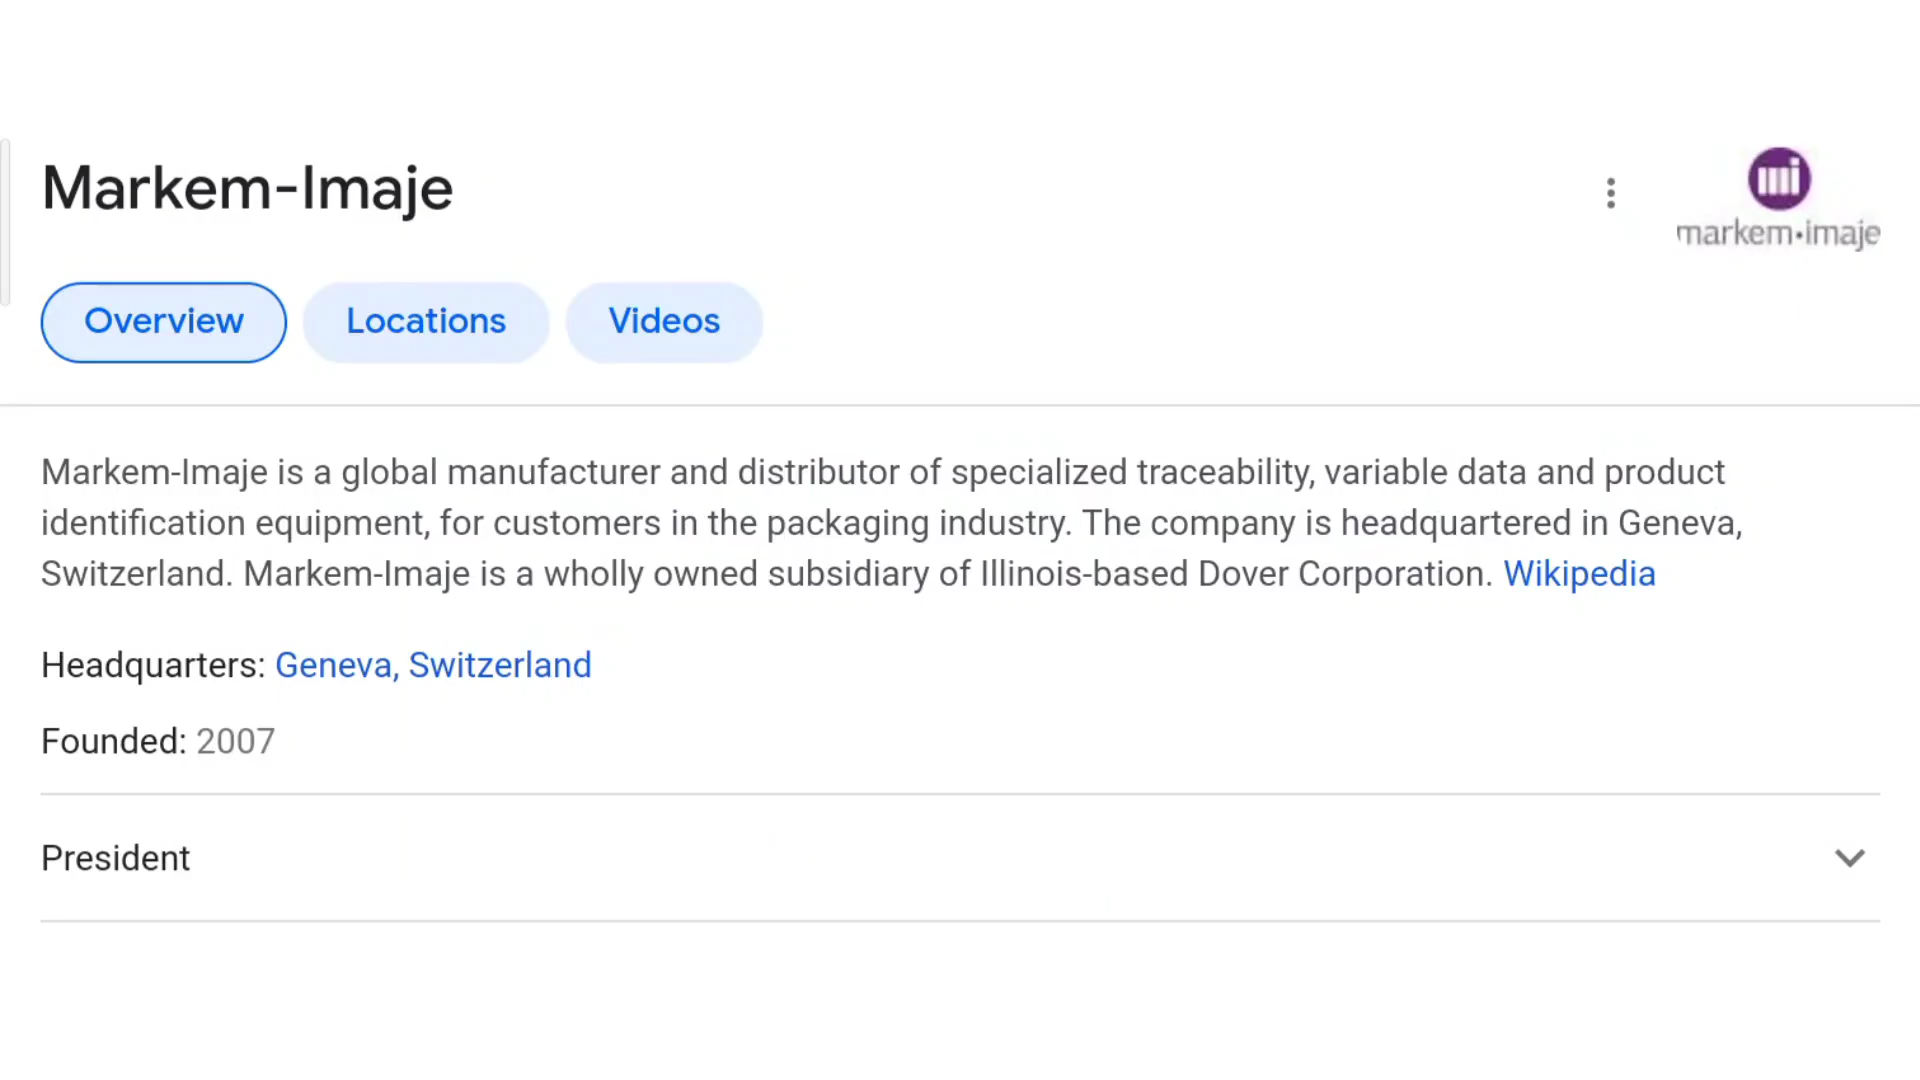 Markem-Imaje
markem•imaje
Overview
Locations
Videos
Markem-Imaje is a global manufacturer and distributor of specialized traceability, variable data and product
identification equipment, for customers in the packaging industry. The company is headquartered in Geneva,
Switzerland. Markem-Imaje is a wholly owned subsidiary of Illinois-based Dover Corporation. Wikipedia
Headquarters: Geneva, Switzerland
Founded: 2007
President